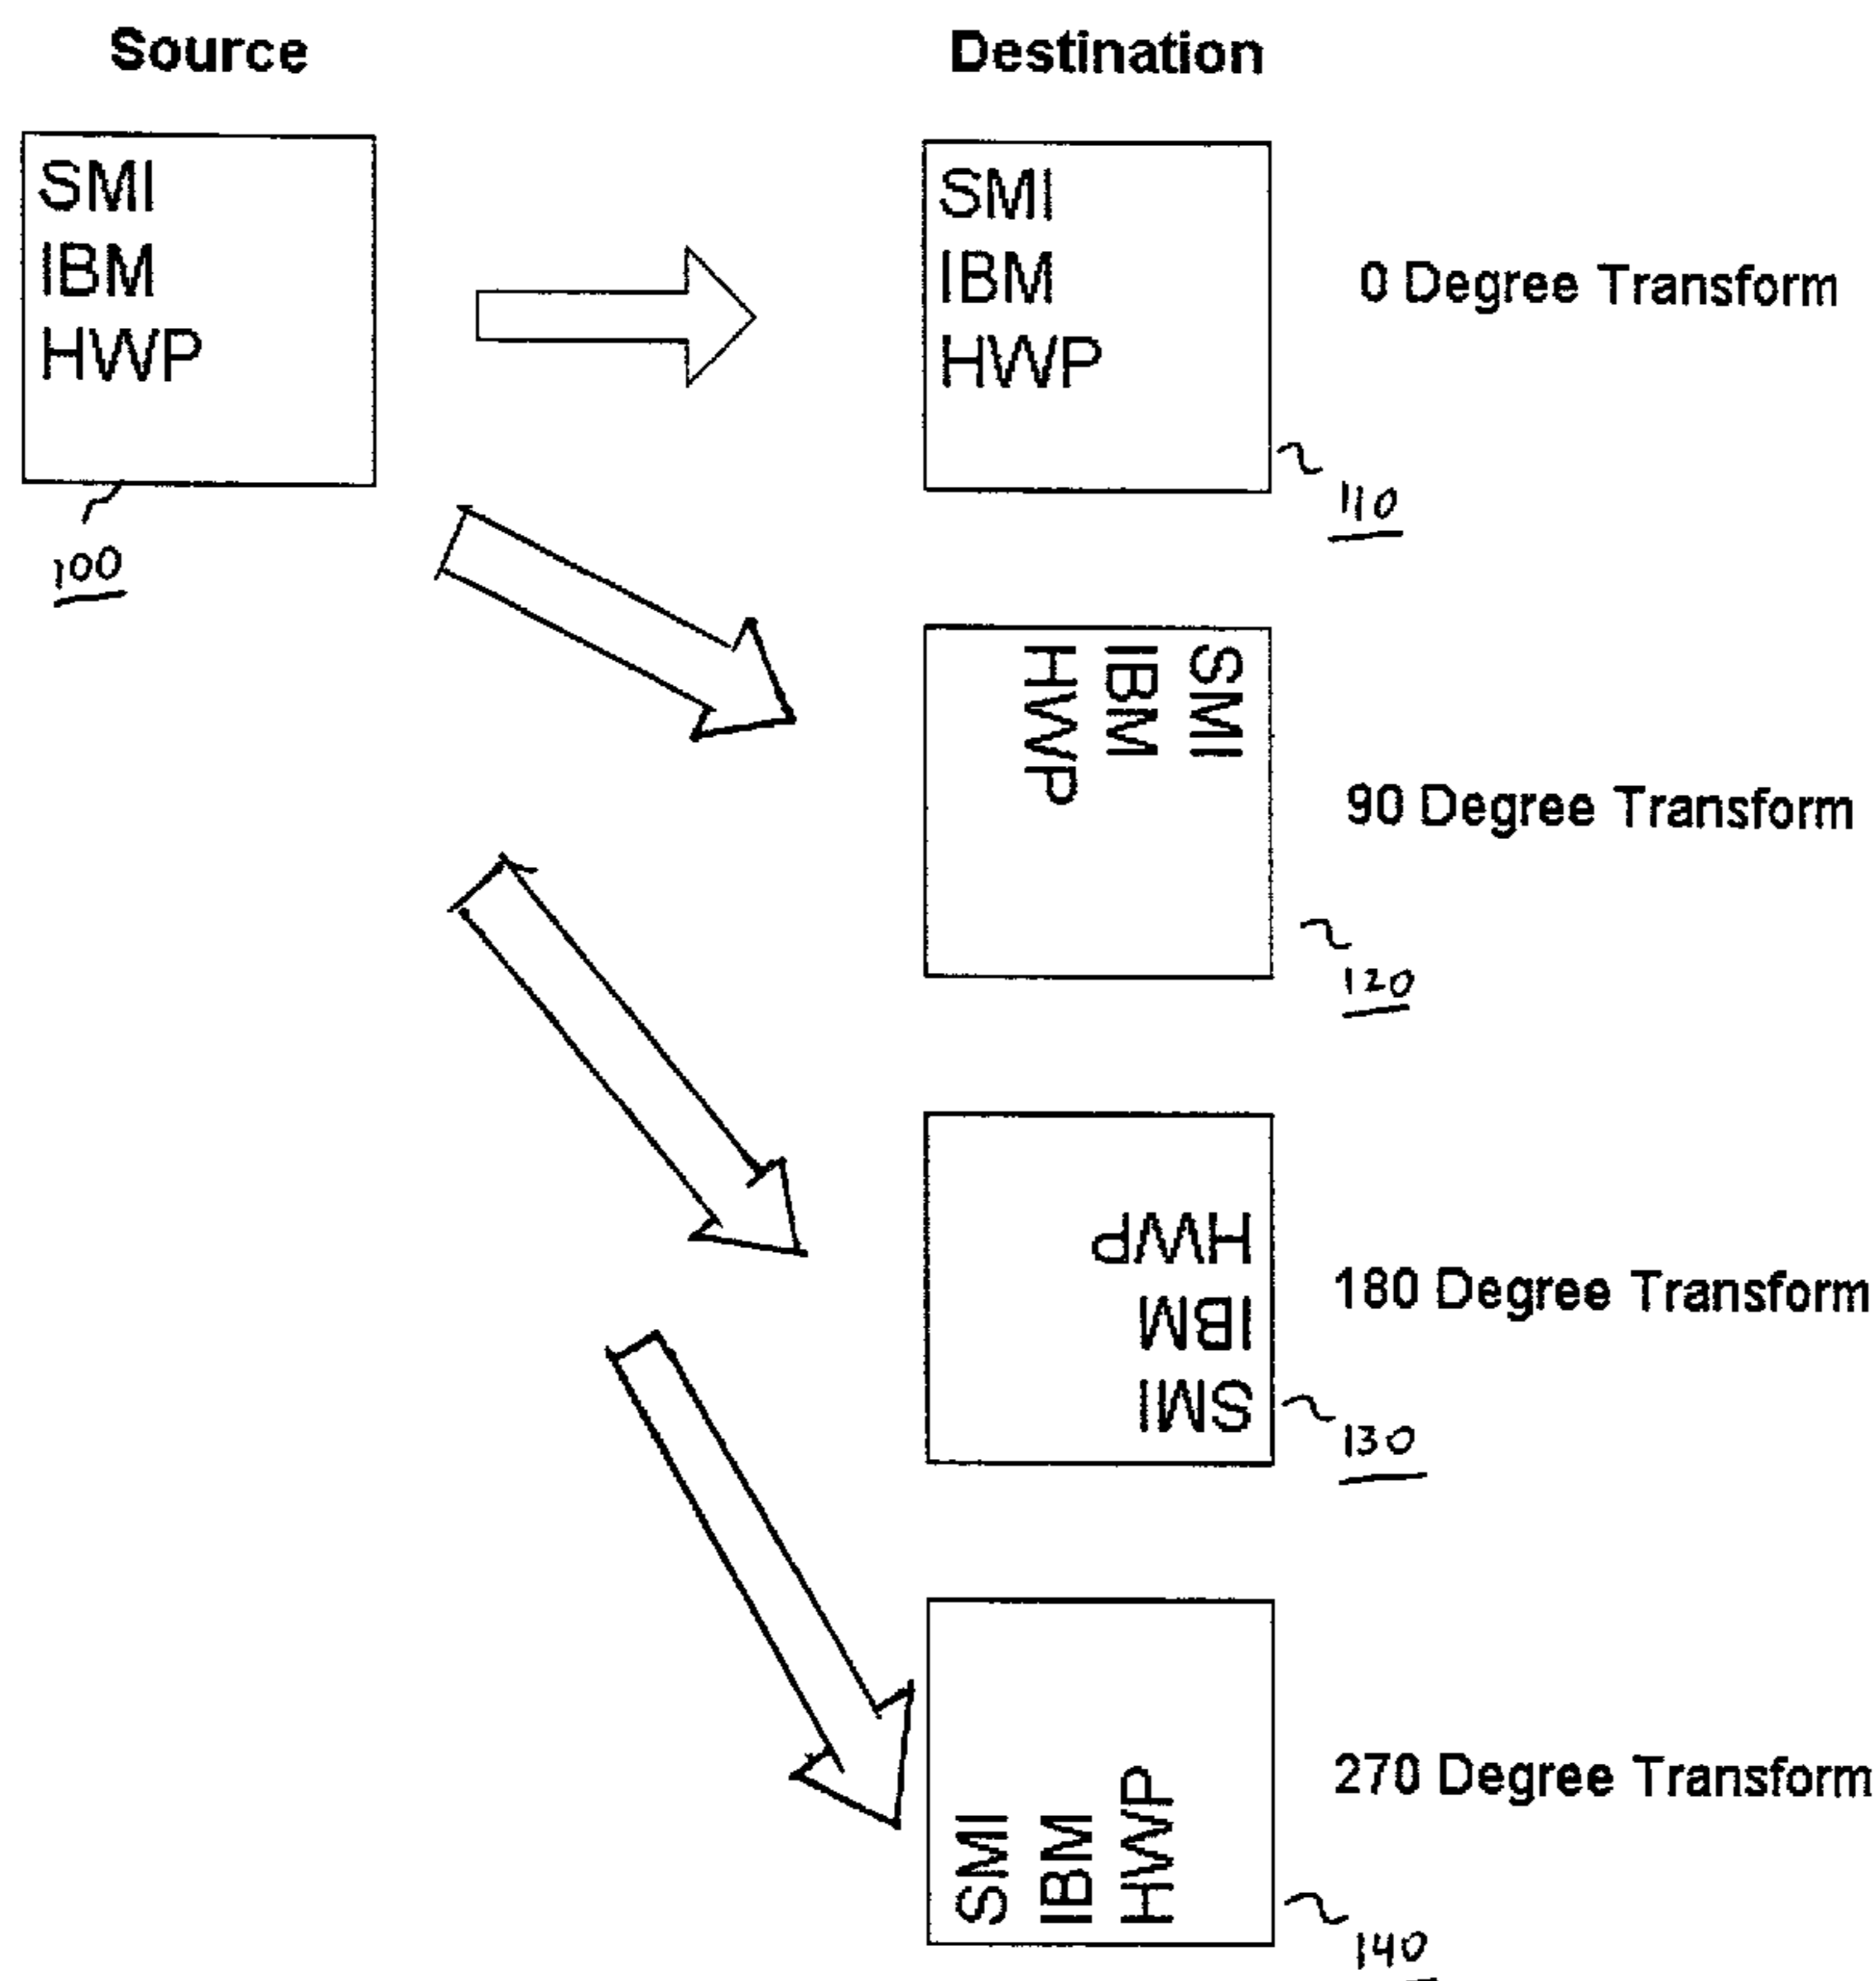 Source
Destination
SMI
IBM
HWP
100
SMI
IBM
HWP
0 Degree Transform
110
SMI
IBM
HWP
90 Degree Transform
120
HWP
IBM
SMI
180 Degree Transform
130
SMI
IBM
HWP
270 Degree Transform
140